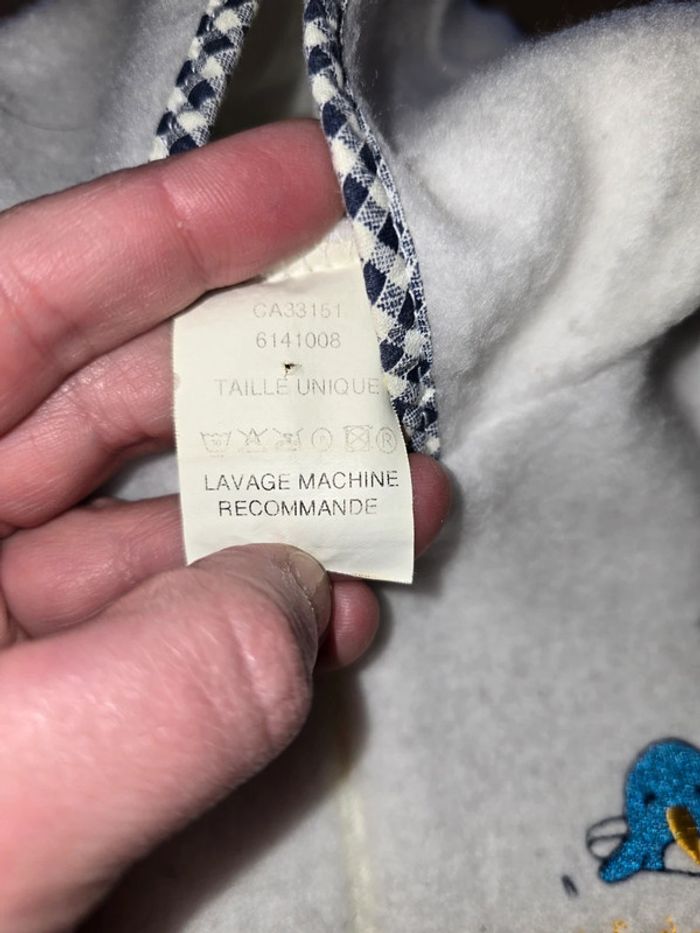 CA33151
6141008
TAILLE UNIQUE
LAVAGE MACHINE
RECOMMANDE